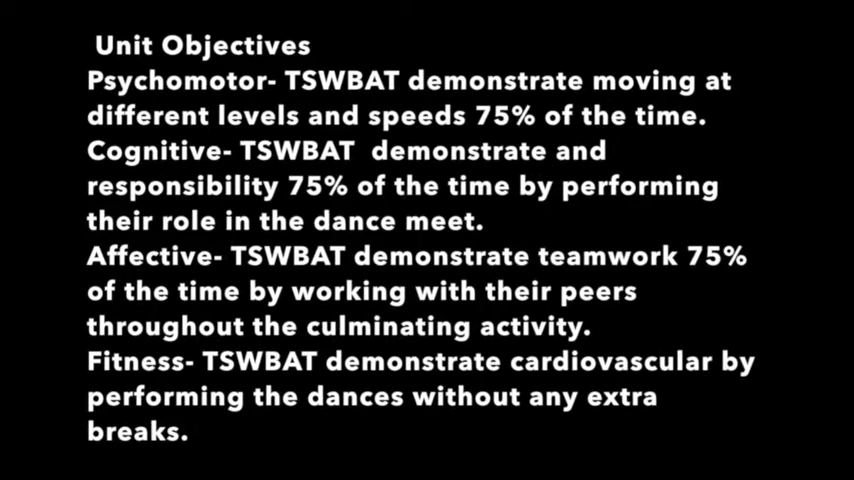 Unit Objectives
Psychomotor- TSWBAT demonstrate moving at
different levels and speeds 75% of the time.
Cognitive- TSWBAT demonstrate and
responsibility 75% of the time by performing
their role in the dance meet.
Affective- TSWBAT demonstrate teamwork 75%
of the time by working with their peers
throughout the culminating activity.
Fitness- TSWBAT demonstrate cardiovascular by
performing the dances without any extra
breaks.